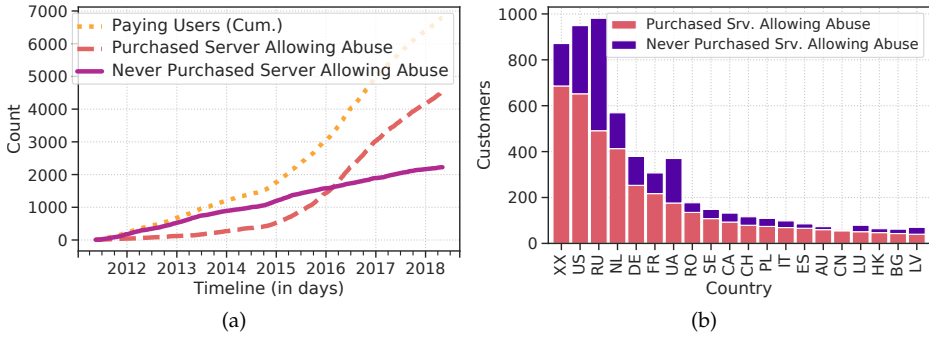 7000
6000
5000
4000
3000
2000
1000
0
Count
Paying Users (Cum.)
Purchased Server Allowing Abuse
Never Purchased Server Allowing Abuse
2012 2013 2014 2015 2016 2017 2018
Timeline (in days)
(a)
1000
800
600
400
200
0
Customers
Purchased Srv. Allowing Abuse
Never Purchased Srv. Allowing Abuse
XX US RU NL DE FR UA RO SE CA CH PL IT ES AU CN LU HK BG LV
Country
(b)